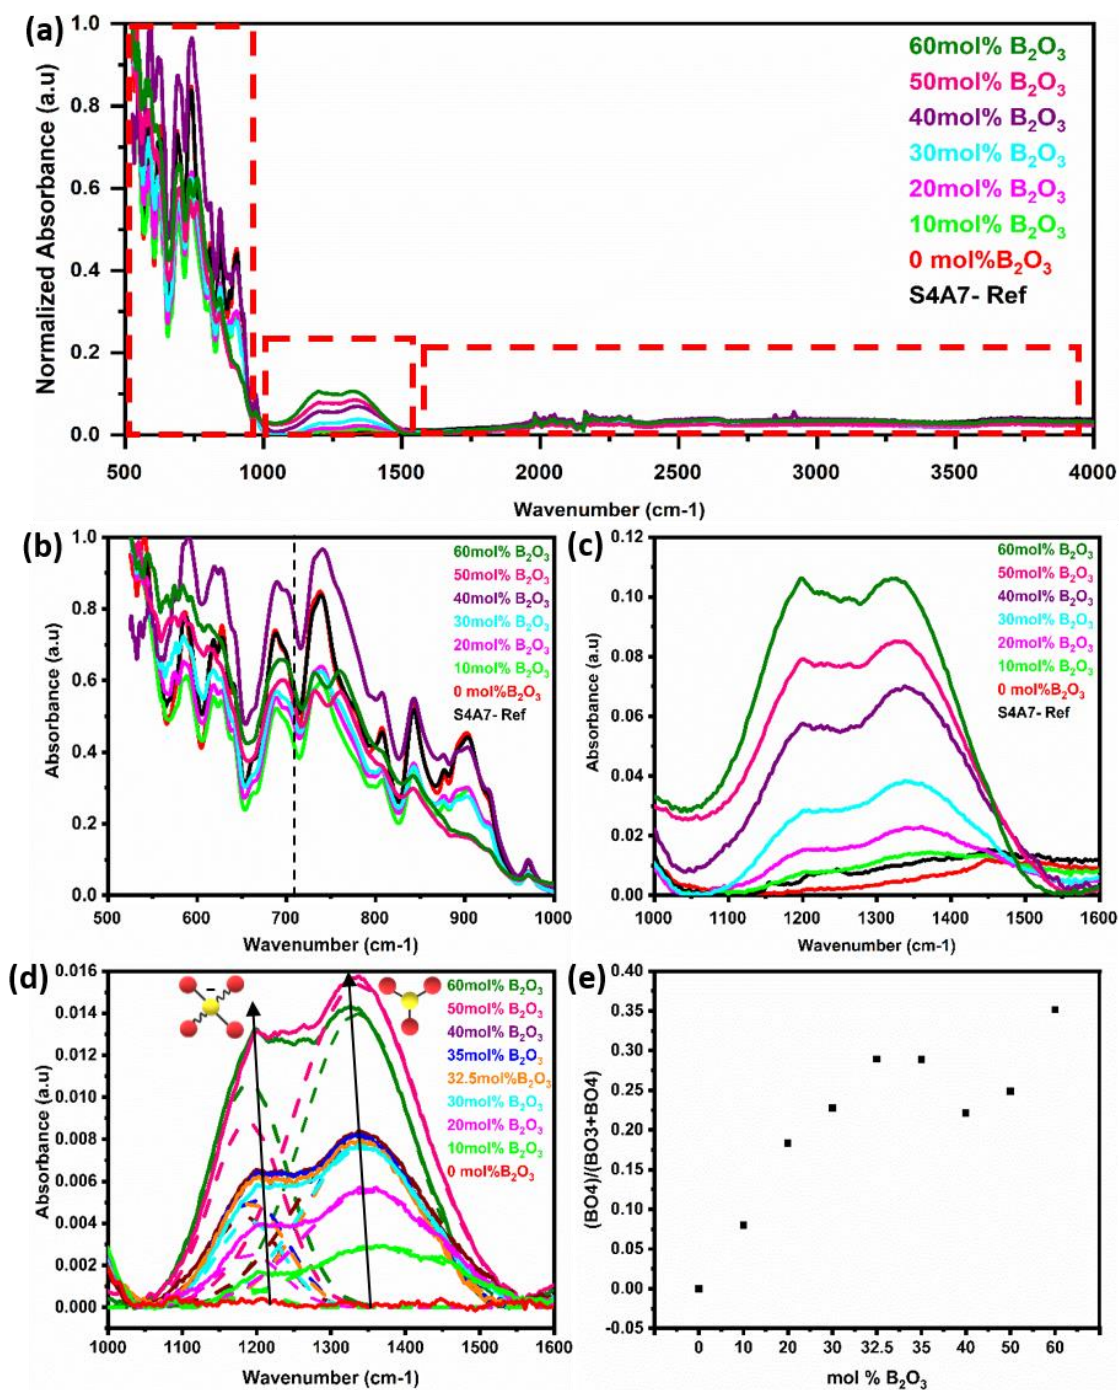 (a)
Normalized Absorbance (a.u)
1.0
0.8
0.6
0.4
0.2
0.0
60mol% B₂O₃
50mol% B₂O₃
40mol% B₂O₃
30mol% B₂O₃
20mol% B₂O₃
10mol% B₂O₃
0 mol%B₂O₃
S4A7- Ref
500 1000 1500 2000 2500 3000 3500 4000
Wavenumber (cm-1)
(b)
Absorbance (a.u)
1.0
0.8
0.6
0.4
0.2
0.0
60mol% B₂O₃
50mol% B₂O₃
40mol% B₂O₃
30mol% B₂O₃
20mol% B₂O₃
10mol% B₂O₃
0 mol%B₂O₃
S4A7- Ref
500 600 700 800 900 1000
Wavenumber (cm-1)
(c)
Absorbance (a.u)
0.12
0.10
0.08
0.06
0.04
0.02
0.00
60mol% B₂O₃
50mol% B₂O₃
40mol% B₂O₃
30mol% B₂O₃
20mol% B₂O₃
10mol% B₂O₃
0 mol%B₂O₃
S4A7- Ref
1000 1100 1200 1300 1400 1500 1600
Wavenumber (cm-1)
(d)
Absorbance (a.u)
0.016
0.014
0.012
0.010
0.008
0.006
0.004
0.002
0.000
-
60mol% B₂O₃
50mol% B₂O₃
40mol% B₂O₃
35mol% B₂O₃
32.5mol%B₂O₃
30mol% B₂O₃
20mol% B₂O₃
10mol% B₂O₃
0 mol%B₂O₃
1000 1100 1200 1300 1400 1500 1600
Wavenumber (cm-1)
(e)
(BO4)/(BO3+BO4)
0.40
0.35
0.30
0.25
0.20
0.15
0.10
0.05
0.00
-0.05
0 10 20 30 32.5 35 40 50 60
mol % B₂O₃